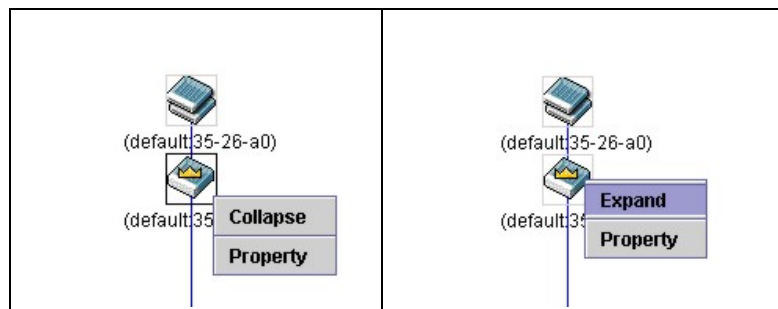 (default:35-26-a0)
(default:35
Collapse
Property
(default:35-26-a0)
(default:35
Expand
Property